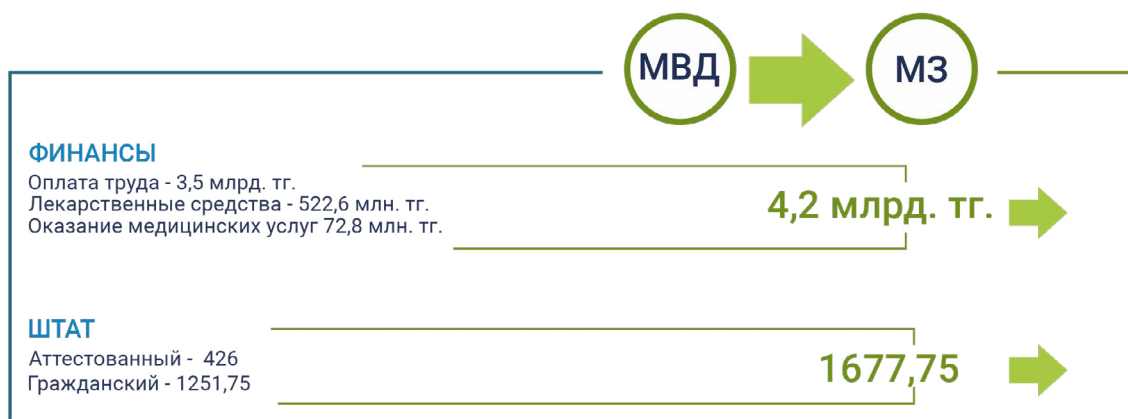 МВД
МЗ
ФИНАНСЫ
Оплата труда - 3,5 млрд. тг.
Лекарственные средства - 522,6 млн. тг.
Оказание медицинских услуг 72,8 млн. тг.
4,2 млрд. тг.
ШТАТ
Аттестованный - 426
Гражданский - 1251,75
1677,75